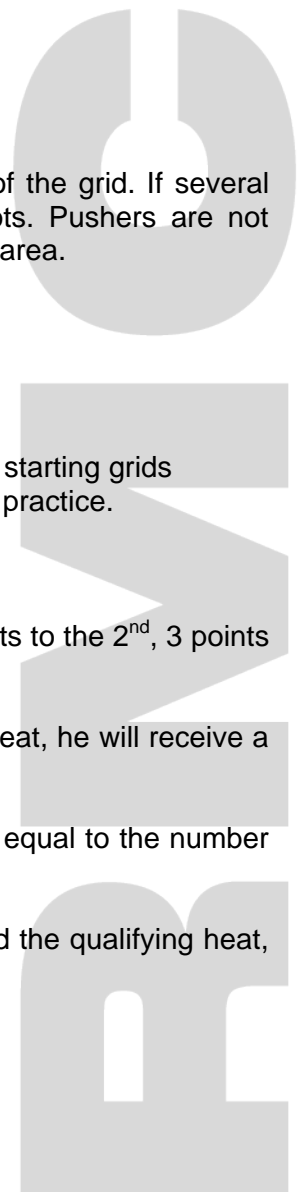 of the grid. If several
ots. Pushers are not
area.
starting grids
practice.
ts to the 2nd, 3 points
eat, he will receive a
equal to the number
d the qualifying heat,
RMC